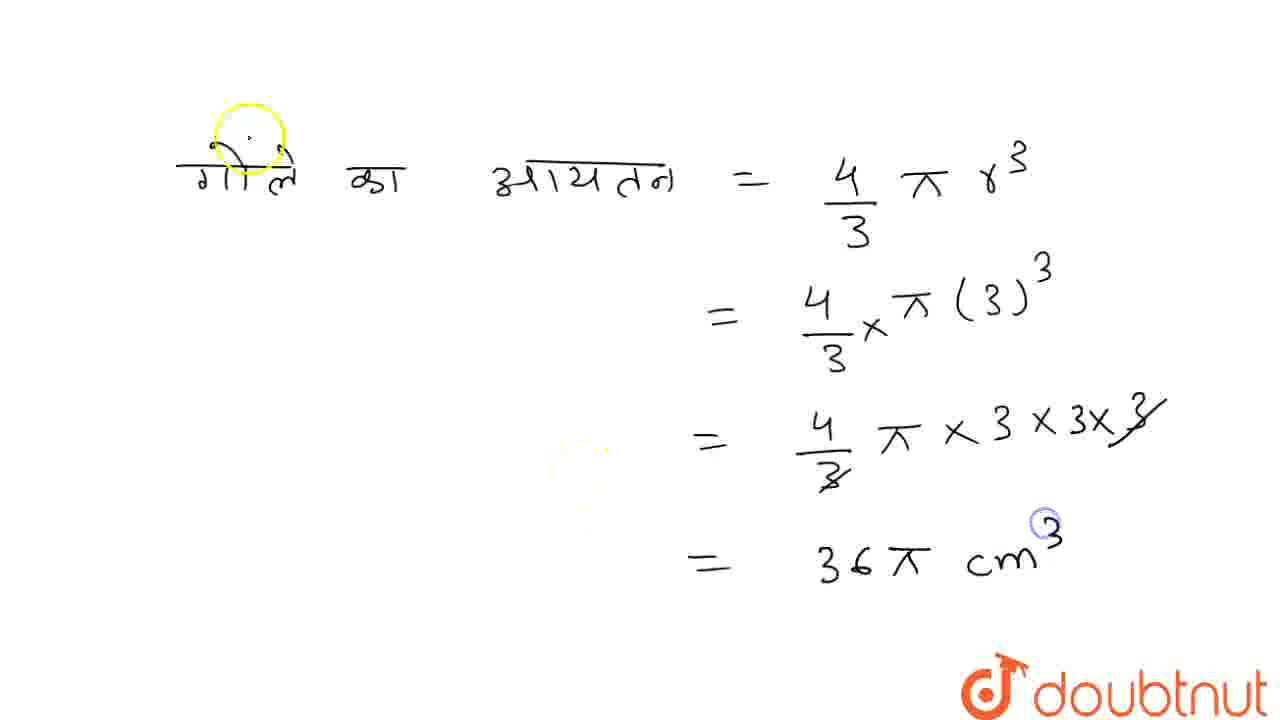 गोले का आयतन = 4/3 π r³
= 4/3 × π (3)³
= 4/3 π × 3 × 3 × 3
= 36 π cm³
doubtnut